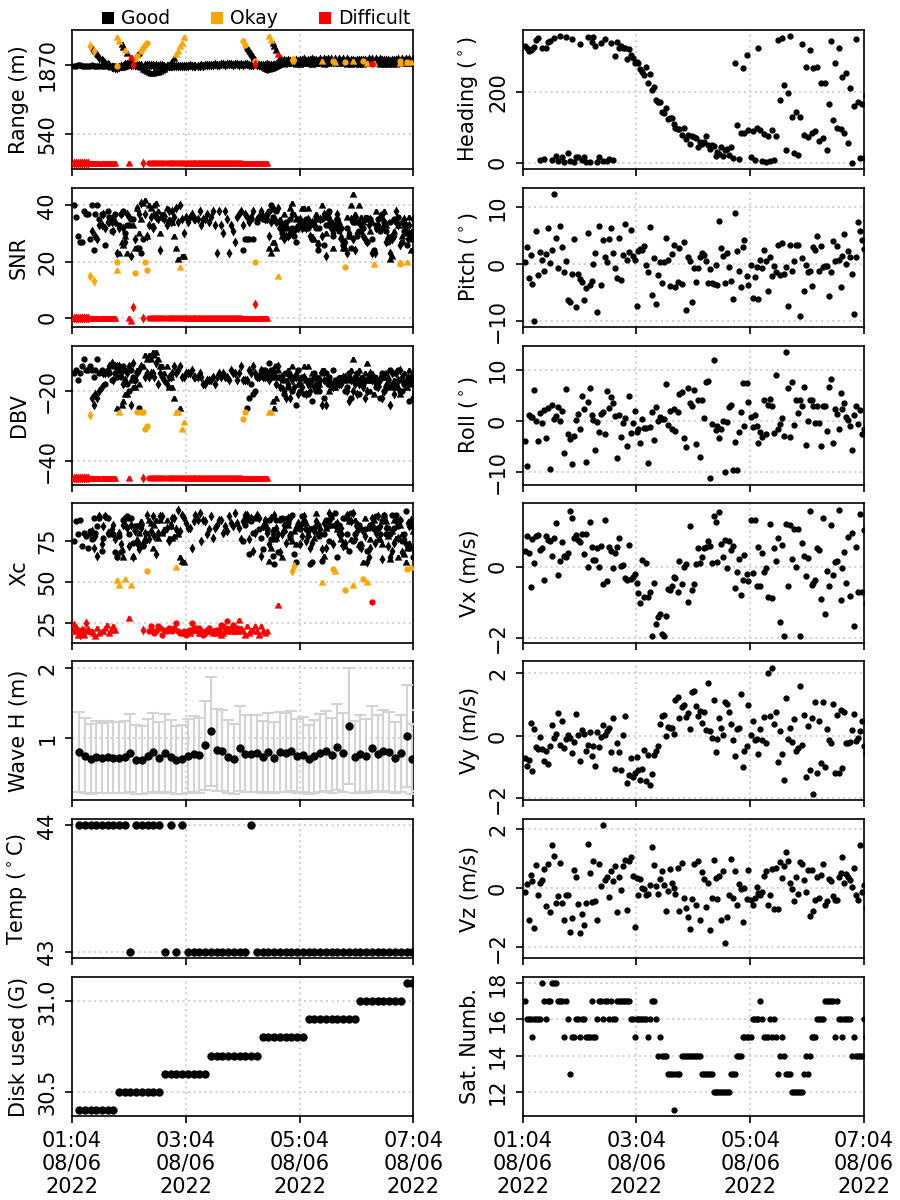 Good Okay Difficult
Range (m)
1870
540
Heading (°)
200
0
SNR
40
20
0
Pitch (°)
10
0
−10
DBV
−20
−40
Roll (°)
10
0
−10
Xc
75
50
25
Vx (m/s)
0
−2
Wave H (m)
2
1
Vy (m/s)
2
0
−2
Temp (°C)
44
43
Vz (m/s)
2
0
−2
Disk used (G)
31.0
30.5
Sat. Numb.
18
16
14
12
01:04 03:04 05:04 07:04
08/06 08/06 08/06 08/06
2022 2022 2022 2022
01:04 03:04 05:04 07:04
08/06 08/06 08/06 08/06
2022 2022 2022 2022